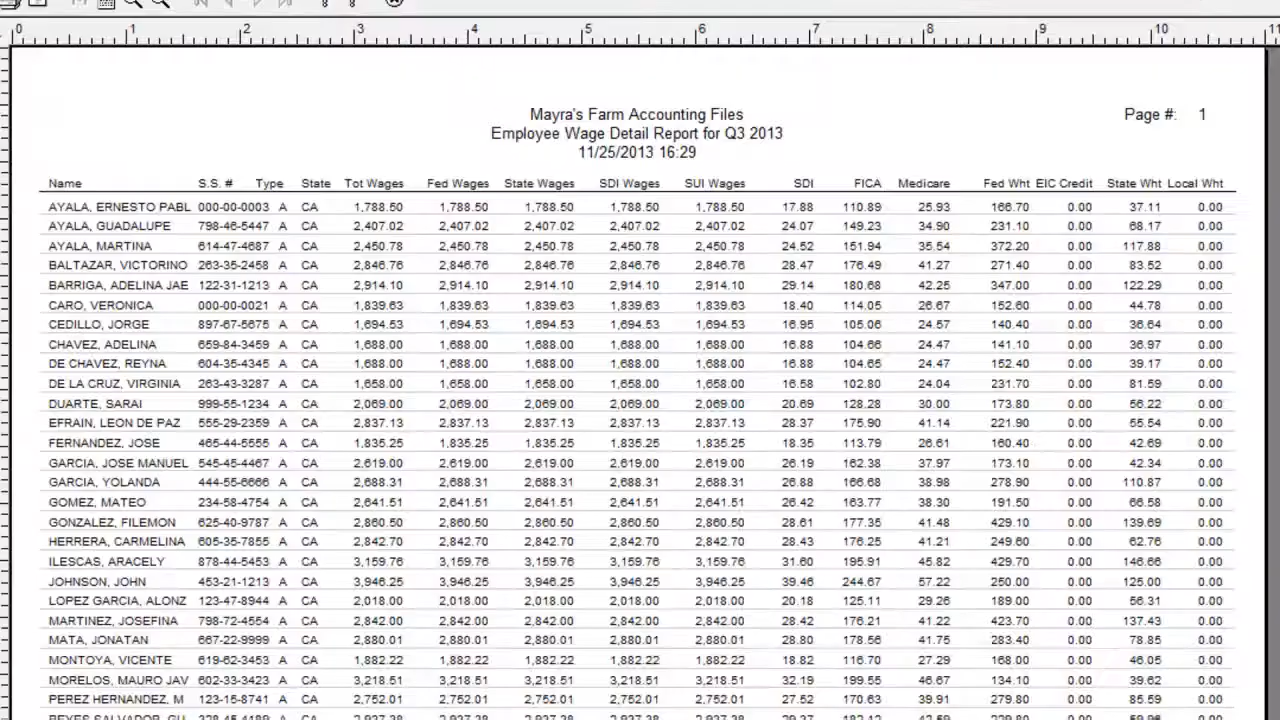 0 1 2 3 4 5 6 7 8 9 10 11
Mayra's Farm Accounting Files
Page #: 1
Employee Wage Detail Report for Q3 2013
11/25/2013 16:29
Name S.S. # Type State Tot Wages Fed Wages State Wages SDI Wages SUI Wages SDI FICA Medicare Fed Wht EIC Credit State Wht Local Wht
AYALA, ERNESTO PABL 000-00-0003 A CA 1,788.50 1,788.50 1,788.50 1,788.50 1,788.50 17.88 110.89 25.93 166.70 0.00 37.11 0.00
AYALA, GUADALUPE 798-46-5447 A CA 2,407.02 2,407.02 2,407.02 2,407.02 2,407.02 24.07 149.23 34.90 231.10 0.00 68.17 0.00
AYALA, MARTINA 614-47-4687 A CA 2,450.78 2,450.78 2,450.78 2,450.78 2,450.78 24.52 151.94 35.54 372.20 0.00 117.88 0.00
BALTAZAR, VICTORINO 263-35-2458 A CA 2,846.76 2,846.76 2,846.76 2,846.76 2,846.76 28.47 176.49 41.27 271.40 0.00 83.52 0.00
BARRIGA, ADELINA JAE 122-31-1213 A CA 2,914.10 2,914.10 2,914.10 2,914.10 2,914.10 29.14 180.68 42.25 347.00 0.00 122.29 0.00
CARO, VERONICA 000-00-0021 A CA 1,839.63 1,839.63 1,839.63 1,839.63 1,839.63 18.40 114.05 26.67 152.60 0.00 44.78 0.00
CEDILLO, JORGE 897-67-5675 A CA 1,694.53 1,694.53 1,694.53 1,694.53 1,694.53 16.95 105.06 24.57 140.40 0.00 36.64 0.00
CHAVEZ, ADELINA 659-84-3459 A CA 1,688.00 1,688.00 1,688.00 1,688.00 1,688.00 16.88 104.66 24.47 141.10 0.00 36.97 0.00
DE CHAVEZ, REYNA 604-35-4345 A CA 1,688.00 1,688.00 1,688.00 1,688.00 1,688.00 16.88 104.65 24.47 152.40 0.00 39.17 0.00
DE LA CRUZ, VIRGINIA 263-43-3287 A CA 1,658.00 1,658.00 1,658.00 1,658.00 1,658.00 16.58 102.80 24.04 231.70 0.00 81.59 0.00
DUARTE, SARAI 999-55-1234 A CA 2,069.00 2,069.00 2,069.00 2,069.00 2,069.00 20.69 128.28 30.00 173.80 0.00 56.22 0.00
EFRAIN, LEON DE PAZ 555-29-2359 A CA 2,837.13 2,837.13 2,837.13 2,837.13 2,837.13 28.37 175.90 41.14 221.90 0.00 55.54 0.00
FERNANDEZ, JOSE 465-44-5555 A CA 1,835.25 1,835.25 1,835.25 1,835.25 1,835.25 18.35 113.79 26.61 160.40 0.00 42.69 0.00
GARCIA, JOSE MANUEL 545-45-4467 A CA 2,619.00 2,619.00 2,619.00 2,619.00 2,619.00 26.19 162.38 37.97 173.10 0.00 42.34 0.00
GARCIA, YOLANDA 444-55-6666 A CA 2,688.31 2,688.31 2,688.31 2,688.31 2,688.31 26.88 166.68 38.98 278.90 0.00 110.87 0.00
GOMEZ, MATEO 234-58-4754 A CA 2,641.51 2,641.51 2,641.51 2,641.51 2,641.51 26.42 163.77 38.30 191.50 0.00 66.58 0.00
GONZALEZ, FILEMON 625-40-9787 A CA 2,860.50 2,860.50 2,860.50 2,860.50 2,860.50 28.61 177.35 41.48 429.10 0.00 139.69 0.00
HERRERA, CARMELINA 605-35-7855 A CA 2,842.70 2,842.70 2,842.70 2,842.70 2,842.70 28.43 176.25 41.21 249.60 0.00 62.76 0.00
ILESCAS, ARACELY 878-44-5453 A CA 3,159.76 3,159.76 3,159.76 3,159.76 3,159.76 31.60 195.91 45.82 429.70 0.00 146.66 0.00
JOHNSON, JOHN 453-21-1213 A CA 3,946.25 3,946.25 3,946.25 3,946.25 3,946.25 39.46 244.67 57.22 250.00 0.00 125.00 0.00
LOPEZ GARCIA, ALONZ 123-47-8944 A CA 2,018.00 2,018.00 2,018.00 2,018.00 2,018.00 20.18 125.11 29.26 189.00 0.00 56.31 0.00
MARTINEZ, JOSEFINA 798-72-4554 A CA 2,842.00 2,842.00 2,842.00 2,842.00 2,842.00 28.42 176.21 41.22 423.70 0.00 137.43 0.00
MATA, JONATAN 667-22-9999 A CA 2,880.01 2,880.01 2,880.01 2,880.01 2,880.01 28.80 178.56 41.75 283.40 0.00 78.85 0.00
MONTOYA, VICENTE 619-62-3453 A CA 1,882.22 1,882.22 1,882.22 1,882.22 1,882.22 18.82 116.70 27.29 168.00 0.00 46.05 0.00
MORELOS, MAURO JAV 602-33-3423 A CA 3,218.51 3,218.51 3,218.51 3,218.51 3,218.51 32.19 199.55 46.67 134.10 0.00 39.62 0.00
PEREZ HERNANDEZ, M 123-15-8741 A CA 2,752.01 2,752.01 2,752.01 2,752.01 2,752.01 27.52 170.63 39.91 279.80 0.00 85.59 0.00